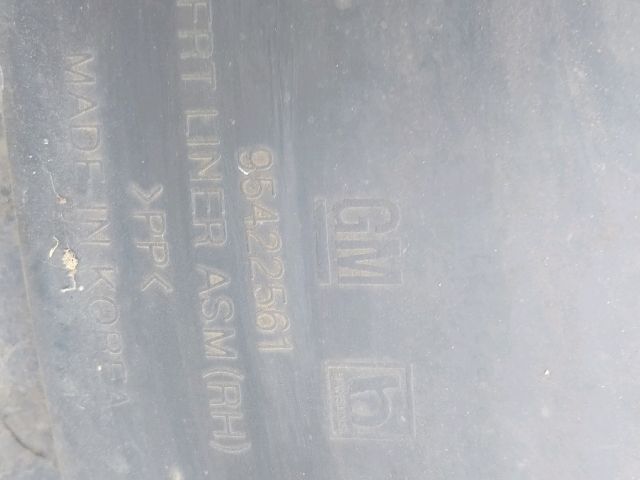 GM
95422561
FRT LINER ASM (RH)
>PP<
MADE IN KOREA